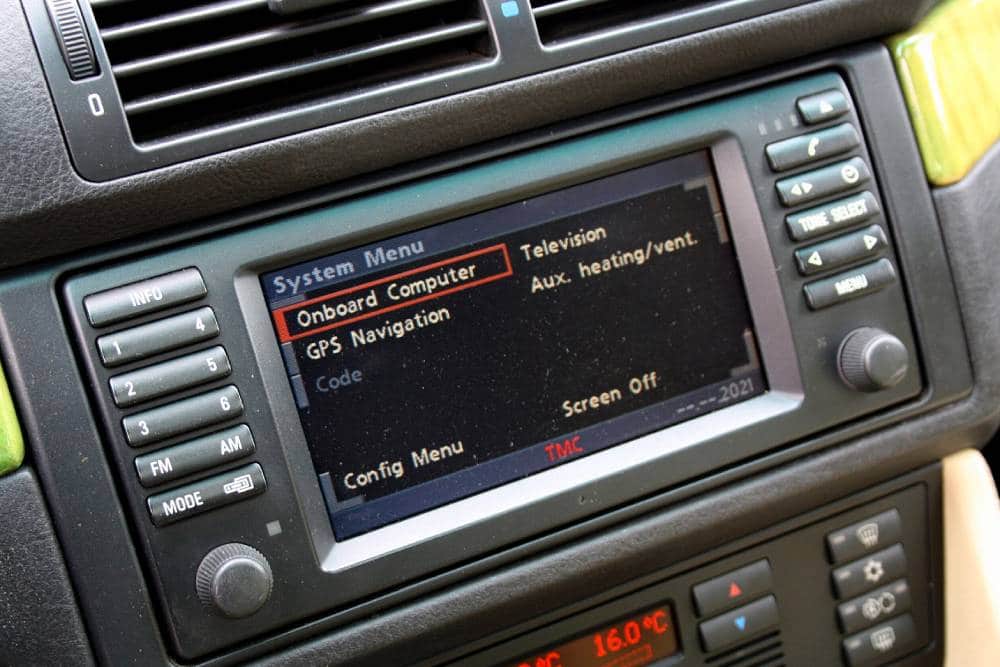 0
INFO
1 4
2 5
3 6
FM AM
MODE
System Menu
Onboard Computer
GPS Navigation
Code
Config Menu
Television
Aux. heating/vent.
Screen Off
TMC
--.--.2021
TONE SELECT
MENU
°C 16.0°C